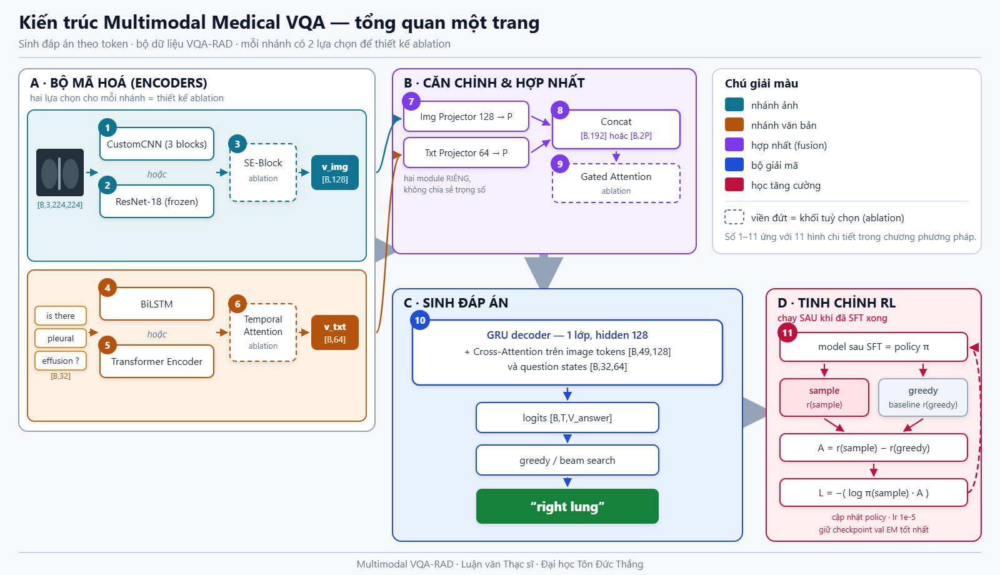 Kiến trúc Multimodal Medical VQA — tổng quan một trang
Sinh đáp án theo token · bộ dữ liệu VQA-RAD · mỗi nhánh có 2 lựa chọn để thiết kế ablation
A · BỘ MÃ HOÁ (ENCODERS)
hai lựa chọn cho mỗi nhánh = thiết kế ablation
1
CustomCNN (3 blocks)
hoặc
2
ResNet-18 (frozen)
[B,3,224,224]
3
SE-Block
ablation
v_img
[B,128]
4
BiLSTM
hoặc
5
Transformer Encoder
is there
pleural
effusion ?
[B,32]
6
Temporal
Attention
ablation
v_txt
[B,64]
B · CĂN CHỈNH & HỢP NHẤT
7
Img Projector 128 → P
Txt Projector 64 → P
hai module RIÊNG,
không chia sẻ trọng số
8
Concat
[B,192] hoặc [B,2P]
9
Gated Attention
ablation
Chú giải màu
nhánh ảnh
nhánh văn bản
hợp nhất (fusion)
bộ giải mã
học tăng cường
viền đứt = khối tuỳ chọn (ablation)
Số 1–11 ứng với 11 hình chi tiết trong chương phương pháp.
C · SINH ĐÁP ÁN
10
GRU decoder — 1 lớp, hidden 128
+ Cross-Attention trên image tokens [B,49,128]
và question states [B,32,64]
logits [B,T,V_answer]
greedy / beam search
“right lung”
D · TINH CHỈNH RL
chạy SAU khi đã SFT xong
11
model sau SFT = policy π
sample
r(sample)
greedy
baseline r(greedy)
A = r(sample) − r(greedy)
L = −( log π(sample) · A )
cập nhật policy · lr 1e-5
giữ checkpoint val EM tốt nhất
Multimodal VQA-RAD · Luận văn Thạc sĩ · Đại học Tôn Đức Thắng